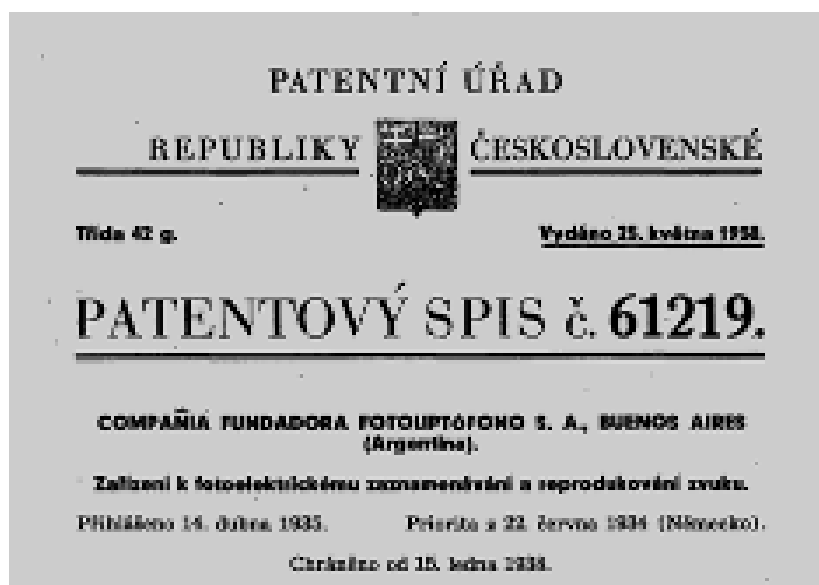 PATENTNÍ ÚŘAD
REPUBLIKY ČESKOSLOVENSKÉ
Třída 42 g.
Vydáno 25. května 1938.
PATENTOVÝ SPIS č. 61219.
COMPAÑIA FUNDADORA S. A., BUENOS AIRES
(Argentina).
Zařízení k fotoelektrickému zaznamenávání a reprodukování zvuku.
Přihlášeno 14. dubna 1935.
Priorita z 22. června 1934 (Německo).
Chráněno od 15. ledna 1938.